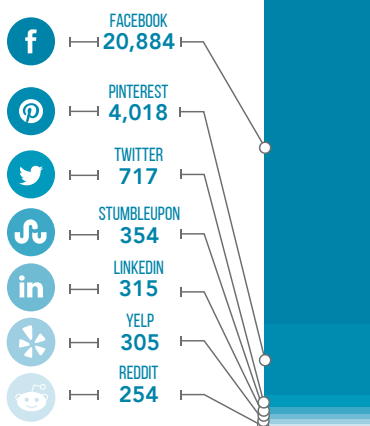 FACEBOOK
20,884
PINTEREST
4,018
TWITTER
717
STUMBLEUPON
354
LINKEDIN
315
YELP
305
REDDIT
254